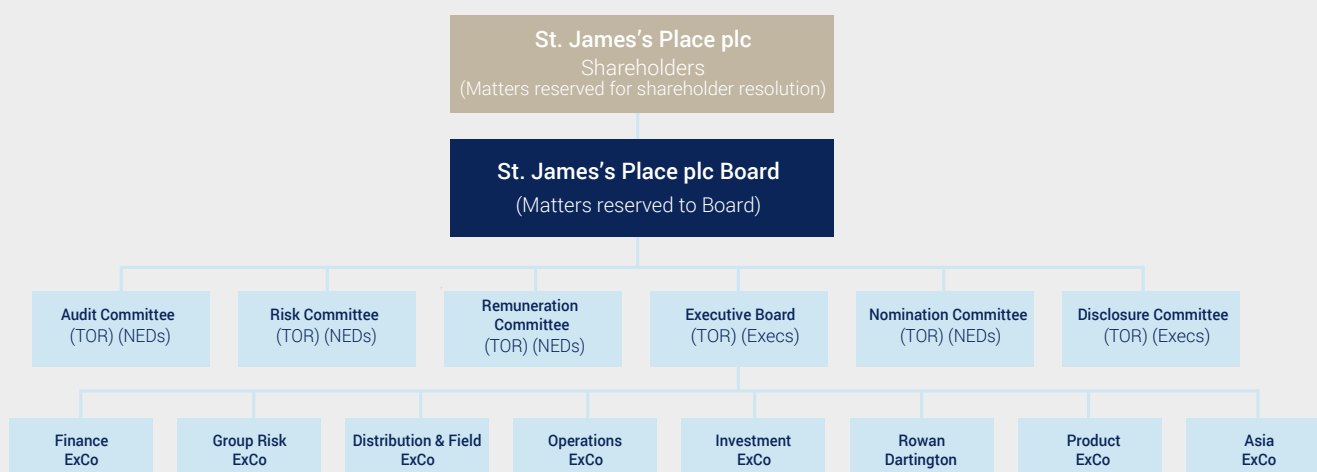 St. James’s Place plc
Shareholders
(Matters reserved for shareholder resolution)
St. James’s Place plc Board
(Matters reserved to Board)
Audit Committee
(TOR) (NEDs)
Risk Committee
(TOR) (NEDs)
Remuneration
Committee
(TOR) (NEDs)
Executive Board
(TOR) (Execs)
Nomination Committee
(TOR) (NEDs)
Disclosure Committee
(TOR) (Execs)
Finance
ExCo
Group Risk
ExCo
Distribution & Field
ExCo
Operations
ExCo
Investment
ExCo
Rowan
Dartington
Product
ExCo
Asia
ExCo